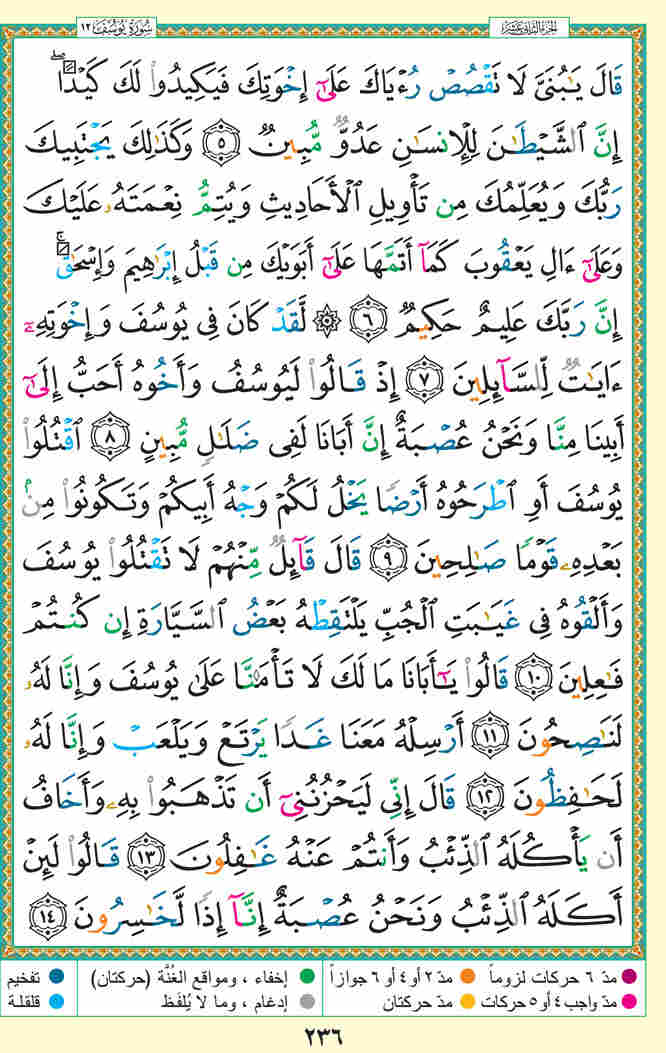 سُورَةُ يُوسُفَ ١٢
الجزء الثاني عشر
قَالَ يَٰبُنَيَّ لَا تَقۡصُصۡ رُءۡيَاكَ عَلَىٰٓ إِخۡوَتِكَ فَيَكِيدُواْ لَكَ كَيۡدًاۖ
إِنَّ ٱلشَّيۡطَٰنَ لِلۡإِنسَٰنِ عَدُوّٞ مُّبِينٞ ٥ وَكَذَٰلِكَ يَجۡتَبِيكَ
رَبُّكَ وَيُعَلِّمُكَ مِن تَأۡوِيلِ ٱلۡأَحَادِيثِ وَيُتِمُّ نِعۡمَتَهُۥ عَلَيۡكَ
وَعَلَىٰٓ ءَالِ يَعۡقُوبَ كَمَآ أَتَمَّهَا عَلَىٰٓ أَبَوَيۡكَ مِن قَبۡلُ إِبۡرَٰهِيمَ وَإِسۡحَٰقَۚ
إِنَّ رَبَّكَ عَلِيمٌ حَكِيمٞ ٦ ۞ لَّقَدۡ كَانَ فِي يُوسُفَ وَإِخۡوَتِهِۦٓ
ءَايَٰتٞ لِّلسَّآئِلِينَ ٧ إِذۡ قَالُواْ لَيُوسُفُ وَأَخُوهُ أَحَبُّ إِلَىٰٓ
أَبِينَا مِنَّا وَنَحۡنُ عُصۡبَةٌ إِنَّ أَبَانَا لَفِي ضَلَٰلٖ مُّبِينٍ ٨ ٱقۡتُلُواْ
يُوسُفَ أَوِ ٱطۡرَحُوهُ أَرۡضٗا يَخۡلُ لَكُمۡ وَجۡهُ أَبِيكُمۡ وَتَكُونُواْ مِنۢ
بَعۡدِهِۦ قَوۡمٗا صَٰلِحِينَ ٩ قَالَ قَآئِلٞ مِّنۡهُمۡ لَا تَقۡتُلُواْ يُوسُفَ
وَأَلۡقُوهُ فِي غَيَٰبَتِ ٱلۡجُبِّ يَلۡتَقِطۡهُ بَعۡضُ ٱلسَّيَّارَةِ إِن كُنتُمۡ
فَٰعِلِينَ ١٠ قَالُواْ يَٰٓأَبَانَا مَا لَكَ لَا تَأۡمَ۬نَّا عَلَىٰ يُوسُفَ وَإِنَّا لَهُۥ
لَنَٰصِحُونَ ١١ أَرۡسِلۡهُ مَعَنَا غَدٗا يَرۡتَعۡ وَيَلۡعَبۡ وَإِنَّا لَهُۥ
لَحَٰفِظُونَ ١٢ قَالَ إِنِّي لَيَحۡزُنُنِيٓ أَن تَذۡهَبُواْ بِهِۦ وَأَخَافُ
أَن يَأۡكُلَهُ ٱلذِّئۡبُ وَأَنتُمۡ عَنۡهُ غَٰفِلُونَ ١٣ قَالُواْ لَئِنۡ
أَكَلَهُ ٱلذِّئۡبُ وَنَحۡنُ عُصۡبَةٌ إِنَّآ إِذٗا لَّخَٰسِرُونَ ١٤
مدّ ٦ حركات لزوماً مدّ ٢ أو ٤ أو ٦ جوازاً إخفاء ، ومواقع الغُنَّة (حركتان) تفخيم
مدّ واجب ٤ أو ٥ حركات مدّ حركتان إدغام ، وما لا يُلفَظ قلقلة
٢٣٦